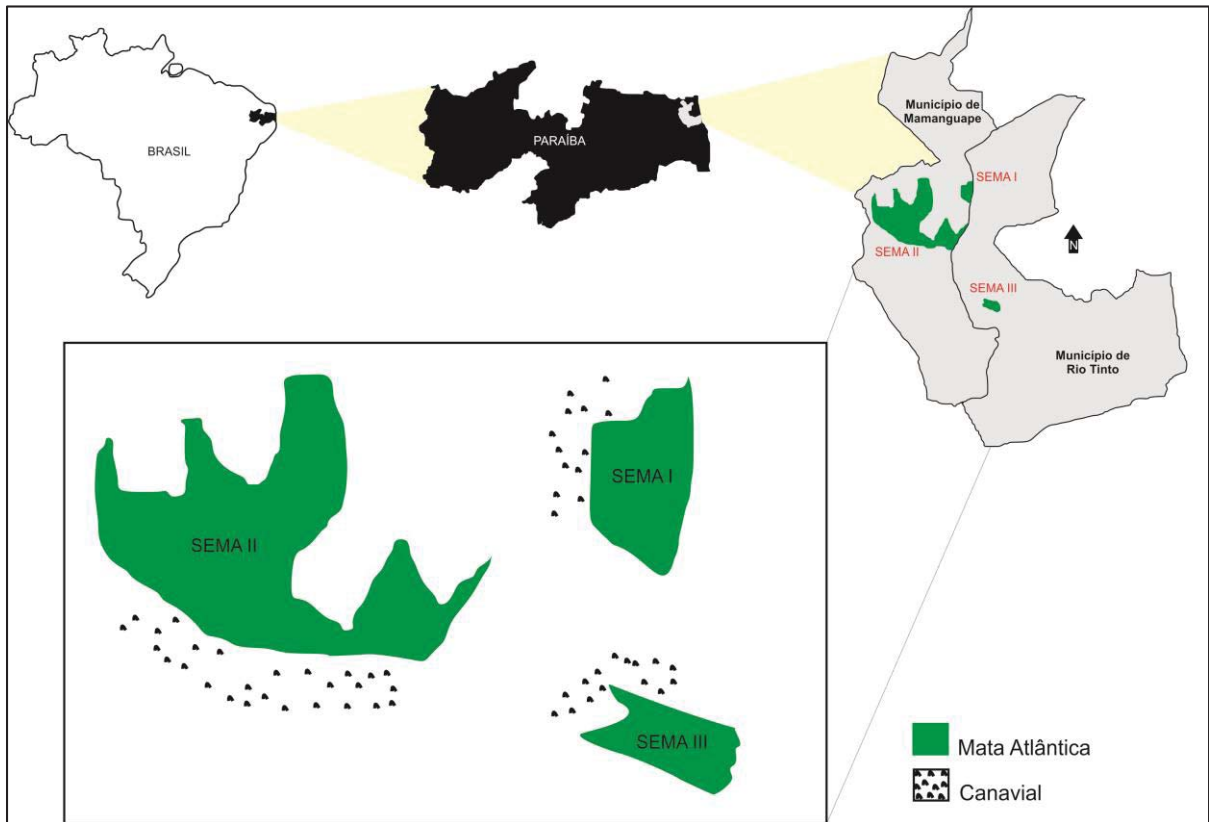 BRASIL
PARAÍBA
Município de
Mamanguape
SEMA I
SEMA II
SEMA III
N
Município de
Rio Tinto
SEMA II
SEMA I
SEMA III
Mata Atlântica
Canavial